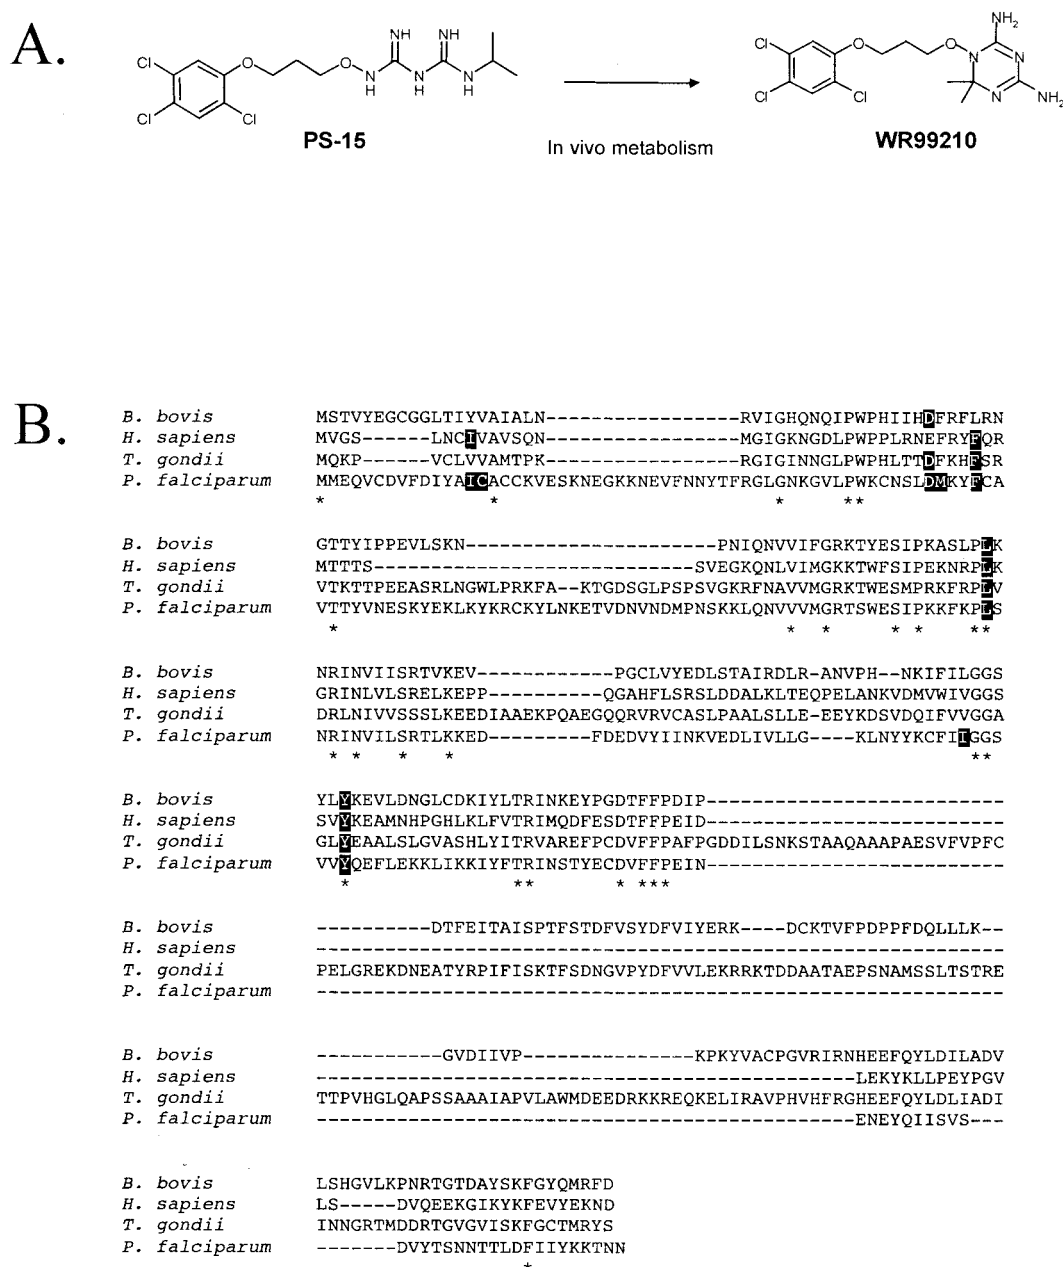 A.
Cl
Cl
Cl
O
O
N
H
NH
N
H
NH
N
H
PS-15
In vivo metabolism
Cl
Cl
Cl
O
O
N
NH2
N
N
NH2
WR99210
B.
B. bovis MSTVYEGCGGLTIYVAIALN-----------------RVIGHQNQIPWPHIIHDFRFLRN
H. sapiens MVGS------LNCIVAVSQN-----------------MGIGKNGDLPWPPLRNEFRYFQR
T. gondii MQKP------VCLVVAMTPK-----------------RGIGINNGLPWPHLTTDFKHFSR
P. falciparum MMEQVCDVFDIYAICACCKVESKNEGKKNEVFNNYTFRGLGNKGVLPWKCNSLDMKYFCA
* * * **
B. bovis GTTYIPPEVLSKN----------------------PNIQNVVIFGRKTYESIPKASLPLK
H. sapiens MTTTS----------------------------SVEGKQNLVIMGKKTWFSIPEKNRPLK
T. gondii VTKTTPEEASRLNGWLPRKFA--KTGDSGLPSPSVGKRFNAVVMGRKTWESMPRKFRPLV
P. falciparum VTTYVNESKYEKLKYKRCKYLNKETVDNVNDMPNSKKLQNVVVMGRTSWESIPKKFKPLS
* * * * * **
B. bovis NRINVIISRTVKEV------------PGCLVYEDLSTAIRDLR-ANVPH--NKIFILGGS
H. sapiens GRINLVLSRELKEPP----------QGAHFLSRSLDDALKLTEQPELANKVDMVWIVGGS
T. gondii DRLNIVVSSSLKEEDIAAEKPQAEGQQRVRVCASLPAALSLLE-EEYKDSVDQIFVVGGA
P. falciparum NRINVILSRTLKKED----------FDEDVYIINKVEDLIVLLG----KLNYYKCFIIGGS
* * * * **
B. bovis YLYKEVLDNGLCDKIYLTRINKEYPGDTFFPDIP--------------------------
H. sapiens SVYKEAMNHPGHLKLFVTRIMQDFESDTFFPEID--------------------------
T. gondii GLYEAALSLGVASHLYITRVAREFPCDVFFPAFPGDDILSNKSTAAQAAAPAESVFVPFC
P. falciparum VVYQEFLEKKLIKKIYFTRINSTYECDVFFPEIN--------------------------
* ** * ***
B. bovis ----------DTFEITAISPTFSTDFVSYDFVIYERK----DCKTVFPDPPFDQLLLK--
H. sapiens ------------------------------------------------------------
T. gondii PELGREKDNEATYRPIFISKTFSDNGVPYDFVVLEKRRKTDDAATAEPSNAMSSLTSTRE
P. falciparum ------------------------------------------------------------
B. bovis -----------GVDIIVP---------------KPKYVACPGVRIRNHEEFQYLDILADV
H. sapiens -----------------------------------------------LEKYKLLPEYPGV
T. gondii TTPVHGLQAPSSAAAIAPVLAWMDEEDRKKREQKELIRAVPHVHFRGHEEFQYLDLIADI
P. falciparum -----------------------------------------------ENEYQIISVS---
B. bovis LSHGVLKPNRTGTDAYSKFGYQMRFD
H. sapiens LS-----DVQEEKGIKYKFEVYEKND
T. gondii INNGRTMDDRTGVGVISKFGCTMRYS
P. falciparum -------DVYTSNNTTLDFIIYKKTNN
*